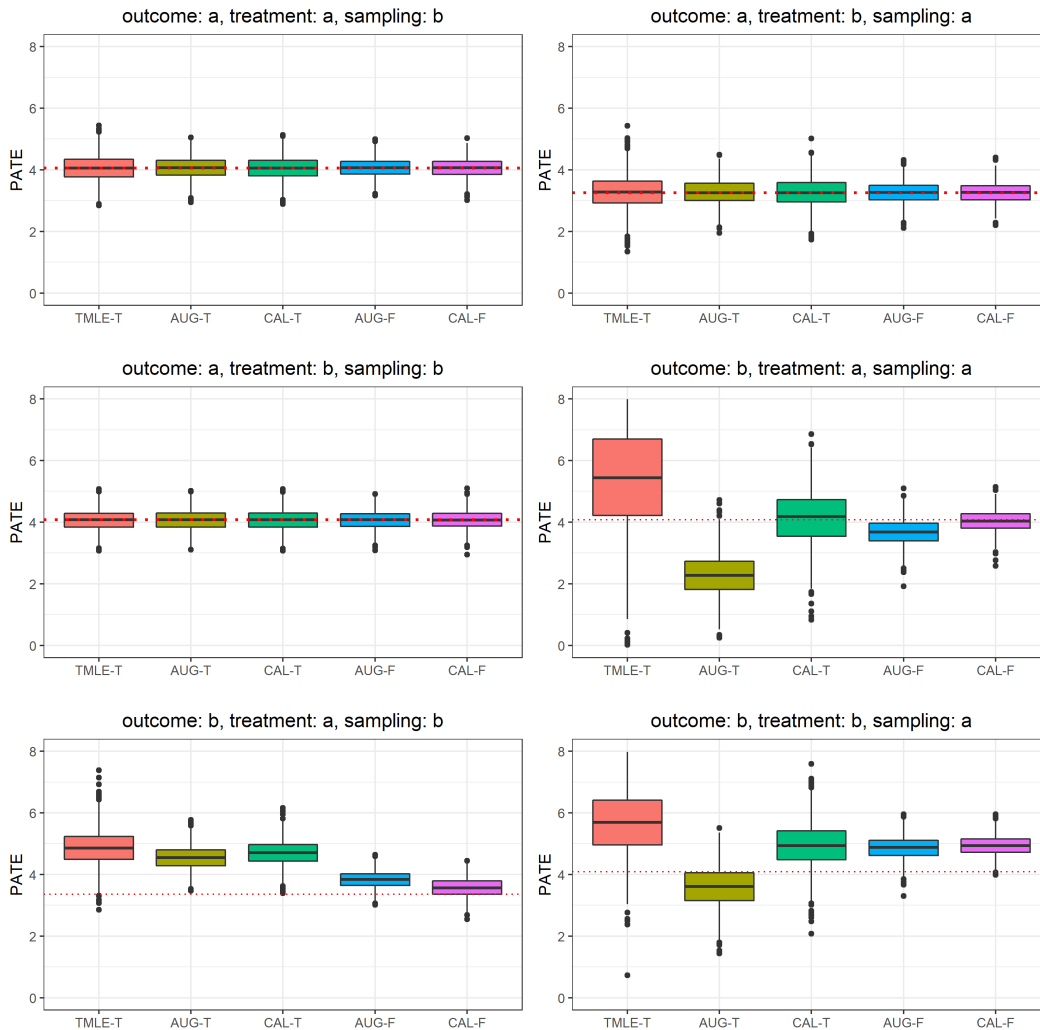 outcome: a, treatment: a, sampling: b
8
6
4
2
0
PATE
TMLE-T AUG-T CAL-T AUG-F CAL-F
outcome: a, treatment: b, sampling: a
8
6
4
2
0
PATE
TMLE-T AUG-T CAL-T AUG-F CAL-F
outcome: a, treatment: b, sampling: b
8
6
4
2
0
PATE
TMLE-T AUG-T CAL-T AUG-F CAL-F
outcome: b, treatment: a, sampling: a
8
6
4
2
0
PATE
TMLE-T AUG-T CAL-T AUG-F CAL-F
outcome: b, treatment: a, sampling: b
8
6
4
2
0
PATE
TMLE-T AUG-T CAL-T AUG-F CAL-F
outcome: b, treatment: b, sampling: a
8
6
4
2
0
PATE
TMLE-T AUG-T CAL-T AUG-F CAL-F